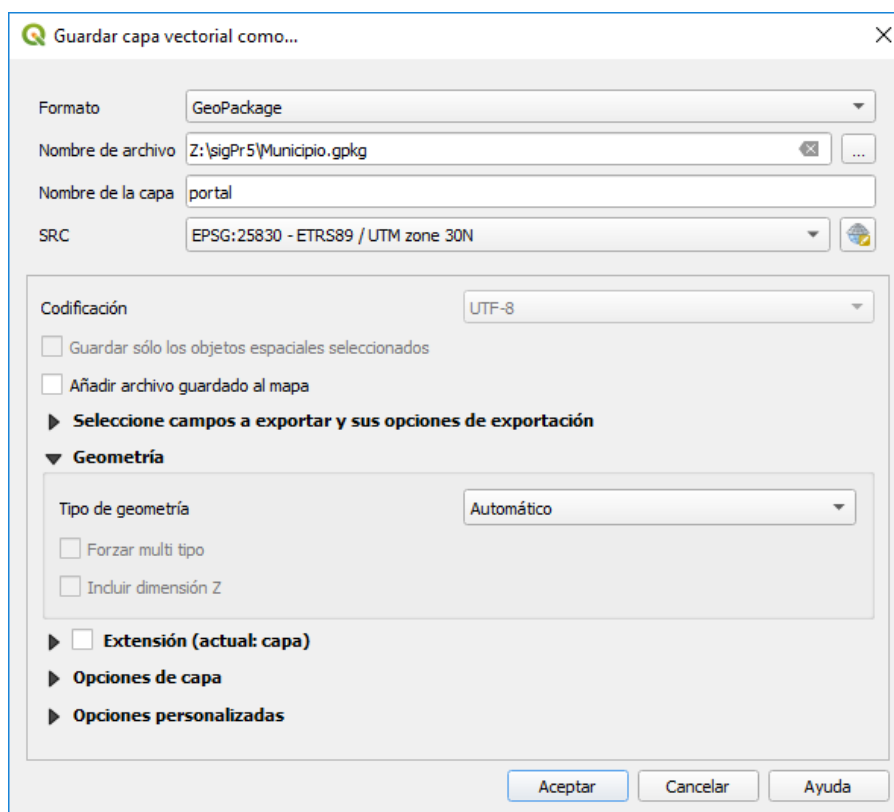 Guardar capa vectorial como...
Formato GeoPackage
Nombre de archivo Z:\sigPr5\Municipio.gpkg ...
Nombre de la capa portal
SRC EPSG:25830 - ETRS89 / UTM zone 30N
Codificación UTF-8
Guardar sólo los objetos espaciales seleccionados
Añadir archivo guardado al mapa
Seleccione campos a exportar y sus opciones de exportación
Geometría
Tipo de geometría Automático
Forzar multi tipo
Incluir dimensión Z
Extensión (actual: capa)
Opciones de capa
Opciones personalizadas
Aceptar Cancelar Ayuda